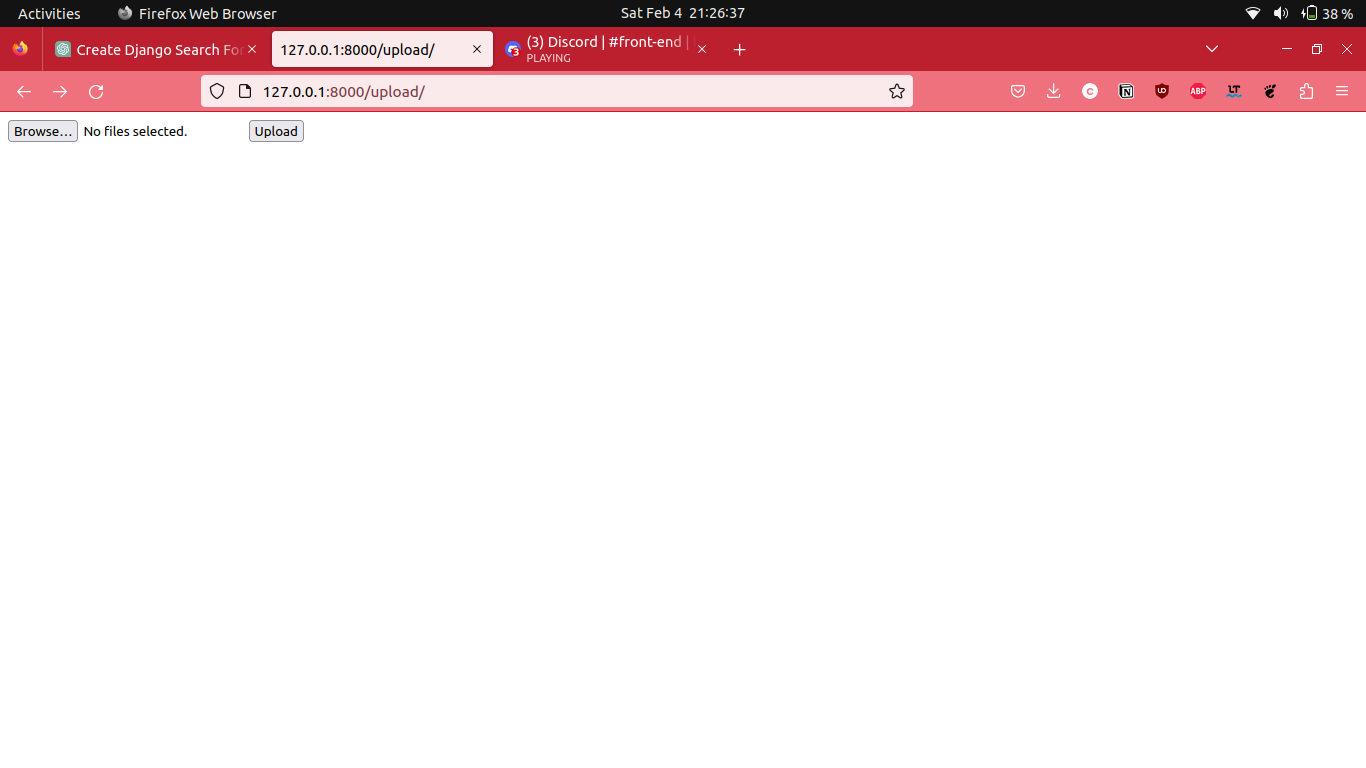 Activities Firefox Web Browser Sat Feb 4 21:26:37 38 %
Create Django Search For 127.0.0.1:8000/upload/ (3) Discord | #front-end |
PLAYING
127.0.0.1:8000/upload/ C N UD ABP LT
Browse... No files selected. Upload